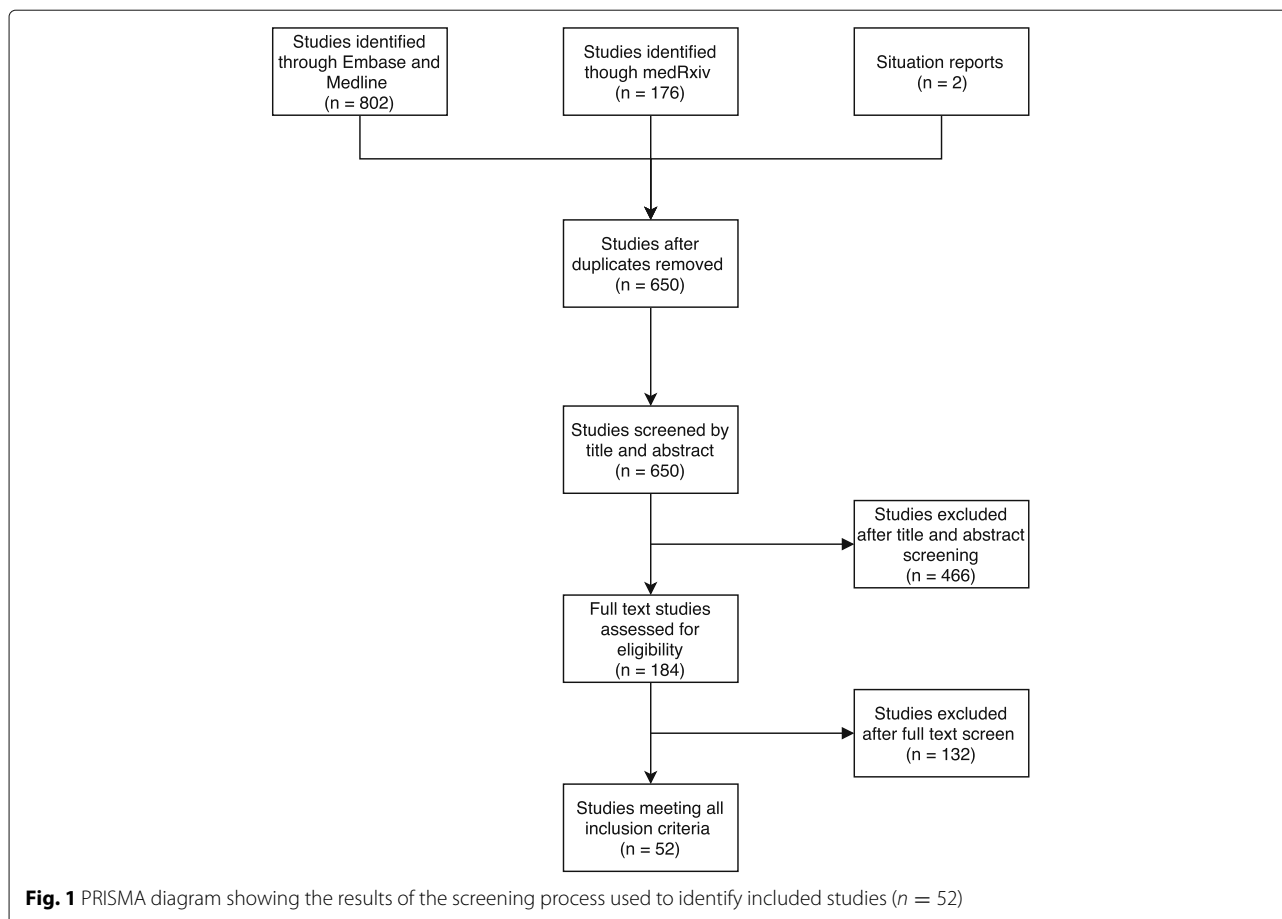 Studies identified
through Embase and
Medline
(n = 802)
Studies identified
though medRxiv
(n = 176)
Situation reports
(n = 2)
Studies after
duplicates removed
(n = 650)
Studies screened by
title and abstract
(n = 650)
Studies excluded
after title and abstract
screening
(n = 466)
Full text studies
assessed for
eligibility
(n = 184)
Studies excluded
after full text screen
(n = 132)
Studies meeting all
inclusion criteria
(n = 52)
Fig. 1 PRISMA diagram showing the results of the screening process used to identify included studies (n = 52)